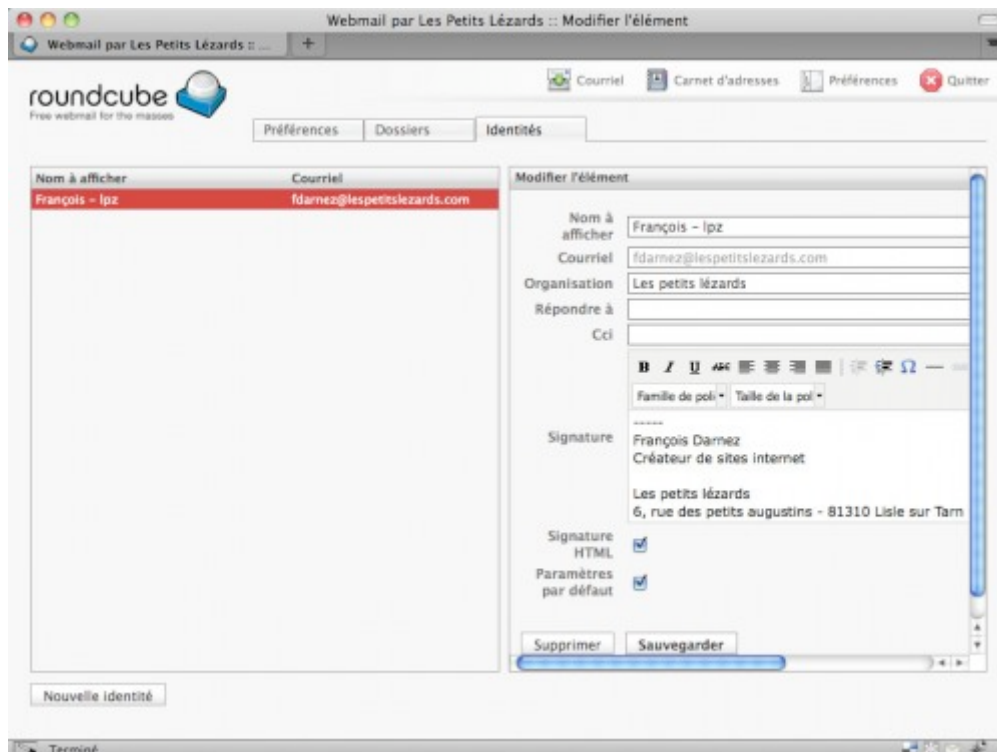 Webmail par Les Petits Lézards :: Modifier l'élément
Webmail par Les Petits Lézards :: ...
roundcube
Free webmail for the masses
Courriel
Carnet d'adresses
Préférences
Quitter
Préférences
Dossiers
Identités
Nom à afficher
Courriel
François – lpz
fdarnez@lespetitslezards.com
Modifier l'élément
Nom à
afficher
François – lpz
Courriel
fdarnez@lespetitslezards.com
Organisation
Les petits lézards
Répondre à
Cci
B I U ABC
Famille de poli
Taille de la pol
Signature
-----
François Darnez
Créateur de sites internet
Les petits lézards
6, rue des petits augustins - 81310 Lisle sur Tarn
Signature
HTML
Paramètres
par défaut
Supprimer
Sauvegarder
Nouvelle identité
Terminé